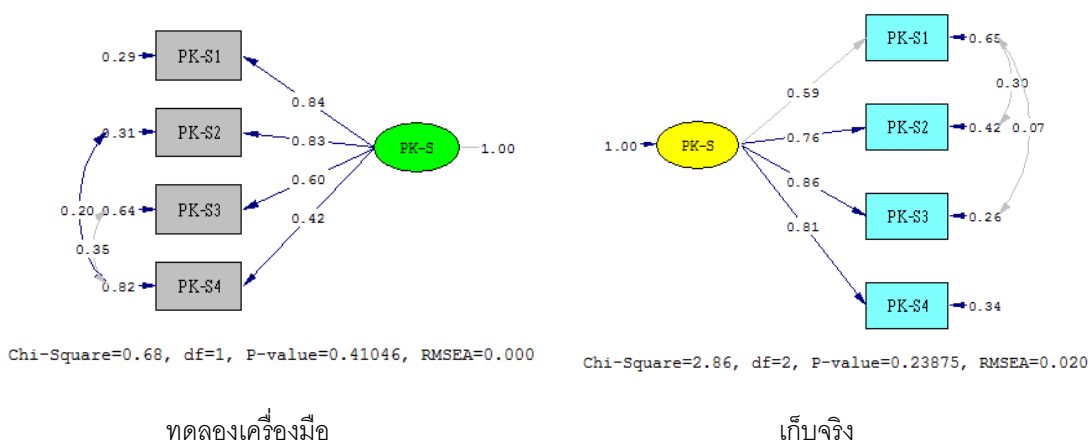 PK-S1
0.29
0.84
PK-S2
0.31
0.83
PK-S
1.00
0.60
0.42
0.20
0.64
PK-S3
0.35
0.82
PK-S4
Chi-Square=0.68, df=1, P-value=0.41046, RMSEA=0.000
ทดลองเครื่องมือ
PK-S1
0.65
0.30
0.59
PK-S2
0.42
0.07
1.00
PK-S
0.76
0.86
PK-S3
0.26
0.81
PK-S4
0.34
Chi-Square=2.86, df=2, P-value=0.23875, RMSEA=0.020
เก็บจริง